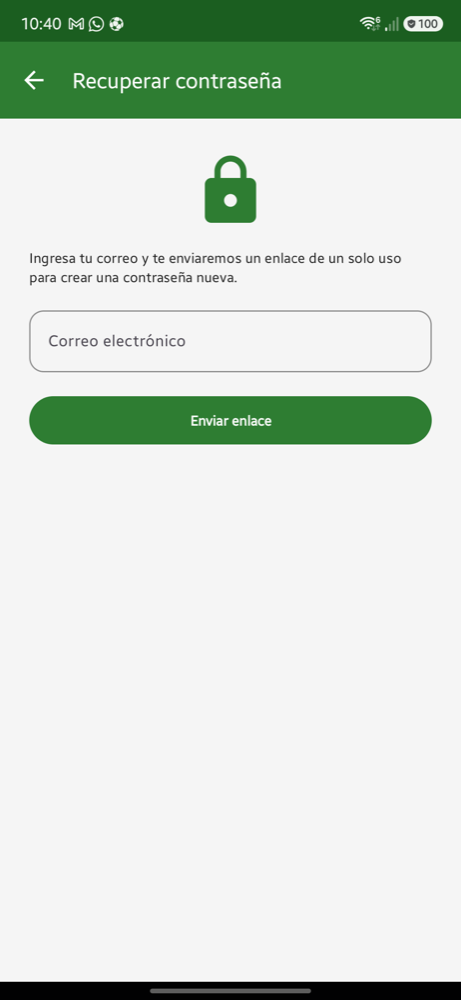 10:40
100
Recuperar contraseña
Ingresa tu correo y te enviaremos un enlace de un solo uso
para crear una contraseña nueva.
Correo electrónico
Enviar enlace